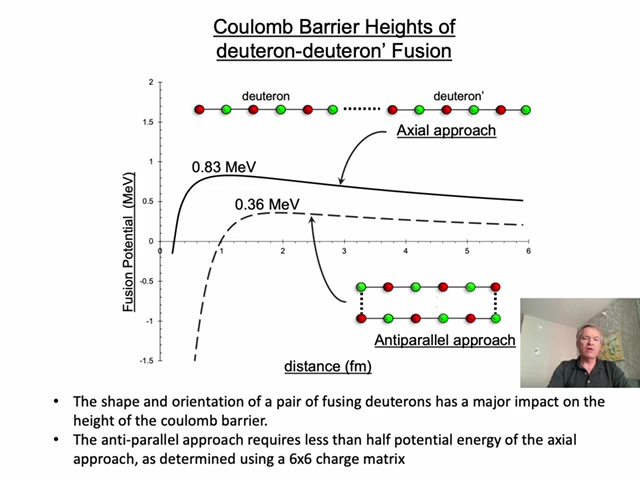 Coulomb Barrier Heights of
deuteron-deuteron’ Fusion
2
deuteron
deuteron’
1.5
Axial approach
1
0.83 MeV
0.5
0.36 MeV
0
0
1
2
3
4
5
6
Fusion Potential (MeV)
-0.5
-1
-1.5
Antiparallel approach
distance (fm)
• The shape and orientation of a pair of fusing deuterons has a major impact on the
height of the coulomb barrier.
• The anti-parallel approach requires less than half potential energy of the axial
approach, as determined using a 6x6 charge matrix